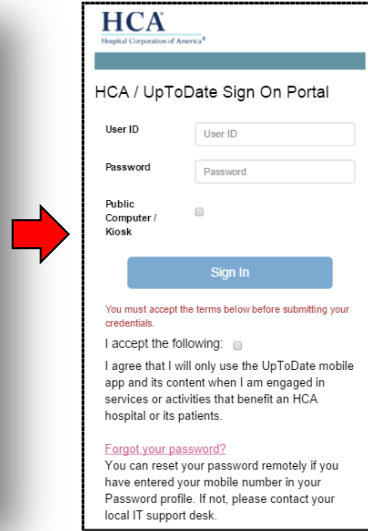 HCA
Hospital Corporation of America®
HCA / UpToDate Sign On Portal
User ID
User ID
Password
Password
Public
Computer /
Kiosk
Sign In
You must accept the terms below before submitting your
credentials.
I accept the following:
I agree that I will only use the UpToDate mobile
app and its content when I am engaged in
services or activities that benefit an HCA
hospital or its patients.
Forgot your password?
You can reset your password remotely if you
have entered your mobile number in your
Password profile. If not, please contact your
local IT support desk.